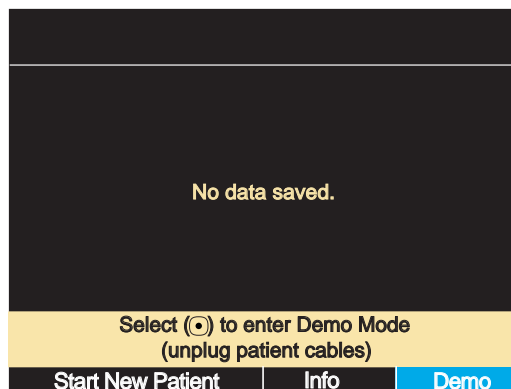 No data saved.
Select (⊙) to enter Demo Mode
(unplug patient cables)
Start New Patient Info Demo